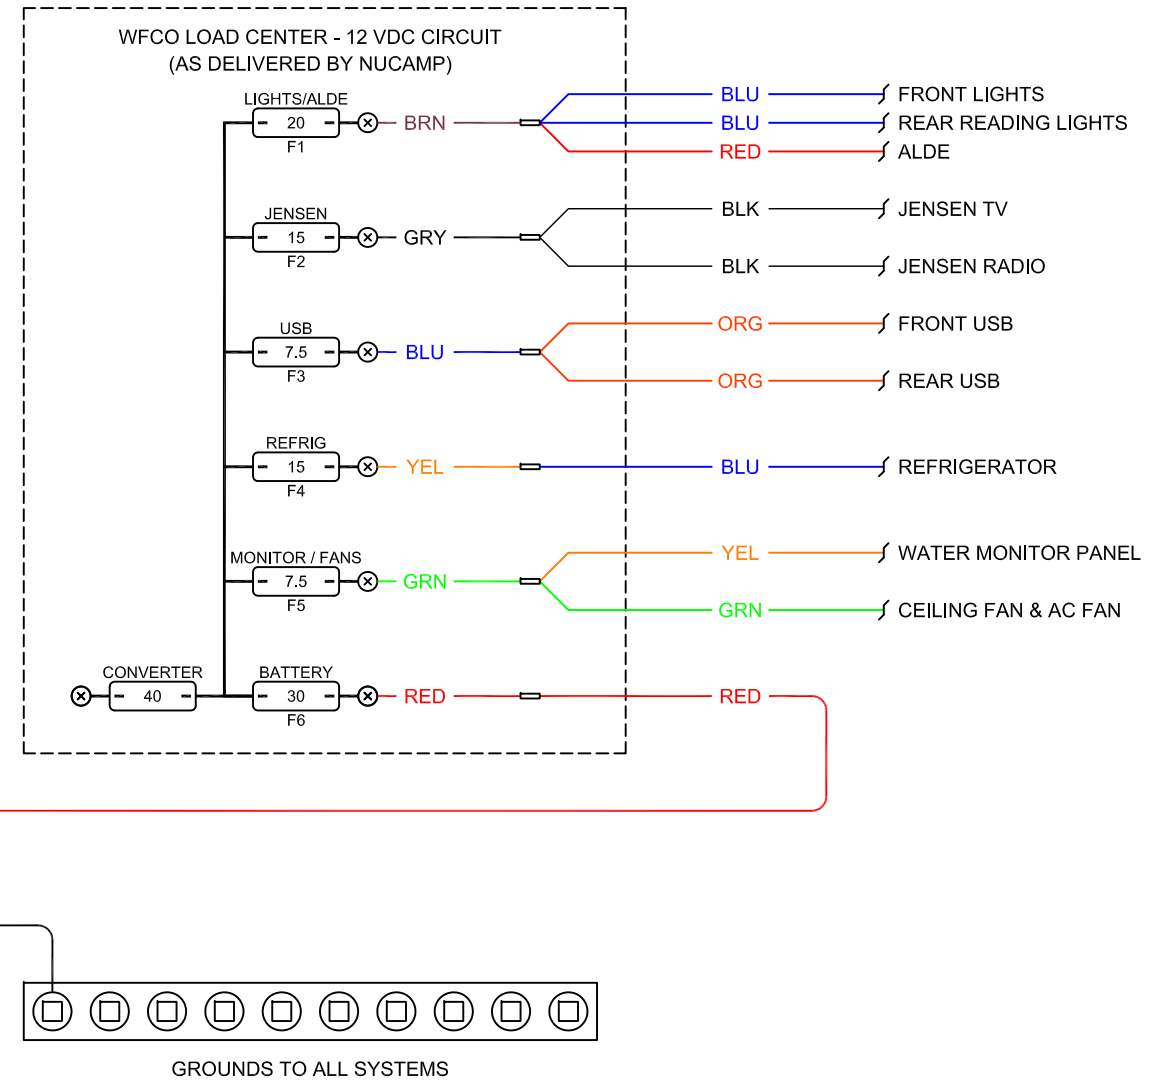 WFCO LOAD CENTER - 12 VDC CIRCUIT
(AS DELIVERED BY NUCAMP)
LIGHTS/ALDE
20
F1
BRN
BLU
FRONT LIGHTS
BLU
REAR READING LIGHTS
RED
ALDE
JENSEN
15
F2
GRY
BLK
JENSEN TV
BLK
JENSEN RADIO
USB
7.5
F3
BLU
ORG
FRONT USB
ORG
REAR USB
REFRIG
15
F4
YEL
BLU
REFRIGERATOR
MONITOR / FANS
7.5
F5
GRN
YEL
WATER MONITOR PANEL
GRN
CEILING FAN & AC FAN
CONVERTER
40
BATTERY
30
F6
RED
RED
GROUNDS TO ALL SYSTEMS